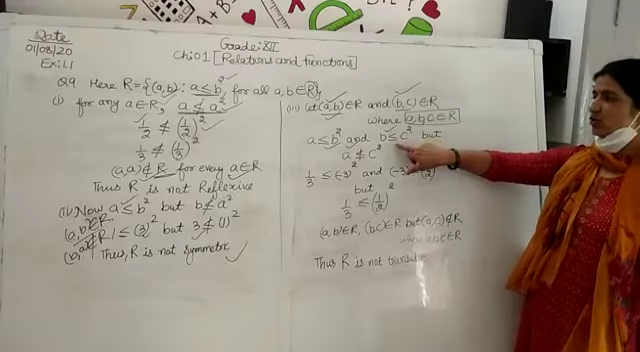 Date
01/08/20
Ex:1.1
Grade: XII
Ch:01 [Relations and functions]
Q9 Here R = {(a,b): a ≤ b², for all a,b ∈ R}
(i) for any a ∈ R, a ≰ a²
1/2 ≰ (1/2)²
1/3 ≰ (1/3)²
(a,a) ∉ R for every a ∈ R
Thus R is not Reflexive
(ii) Now a ≤ b² but b ≰ a²
(a,b) ∈ R
1 ≤ (3)² but 3 ≰ (1)²
(b,a) ∉ R
Thus, R is not symmetric
(iii) Let (a,b) ∈ R and (b,c) ∈ R
where a,b,c ∈ R
a ≤ b² and b ≤ c² but
a ≰ c²
1/3 ≤ (-3)² and (-3)
but
1/3 ≤ (1/2)²
(a,b) ∈ R, (b,c) ∈ R but (a,c) ∉ R
Thus R is not